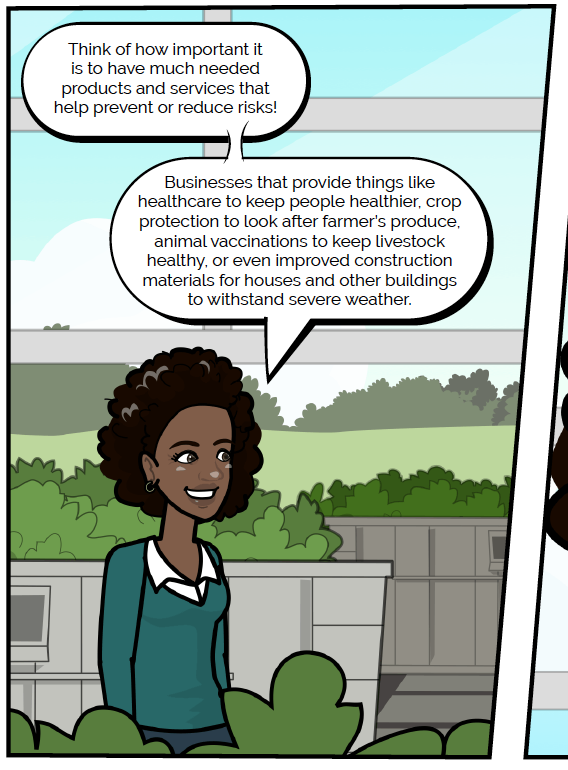 Think of how important it
is to have much needed
products and services that
help prevent or reduce risks!
Businesses that provide things like
healthcare to keep people healthier, crop
protection to look after farmer's produce,
animal vaccinations to keep livestock
healthy, or even improved construction
materials for houses and other buildings
to withstand severe weather.